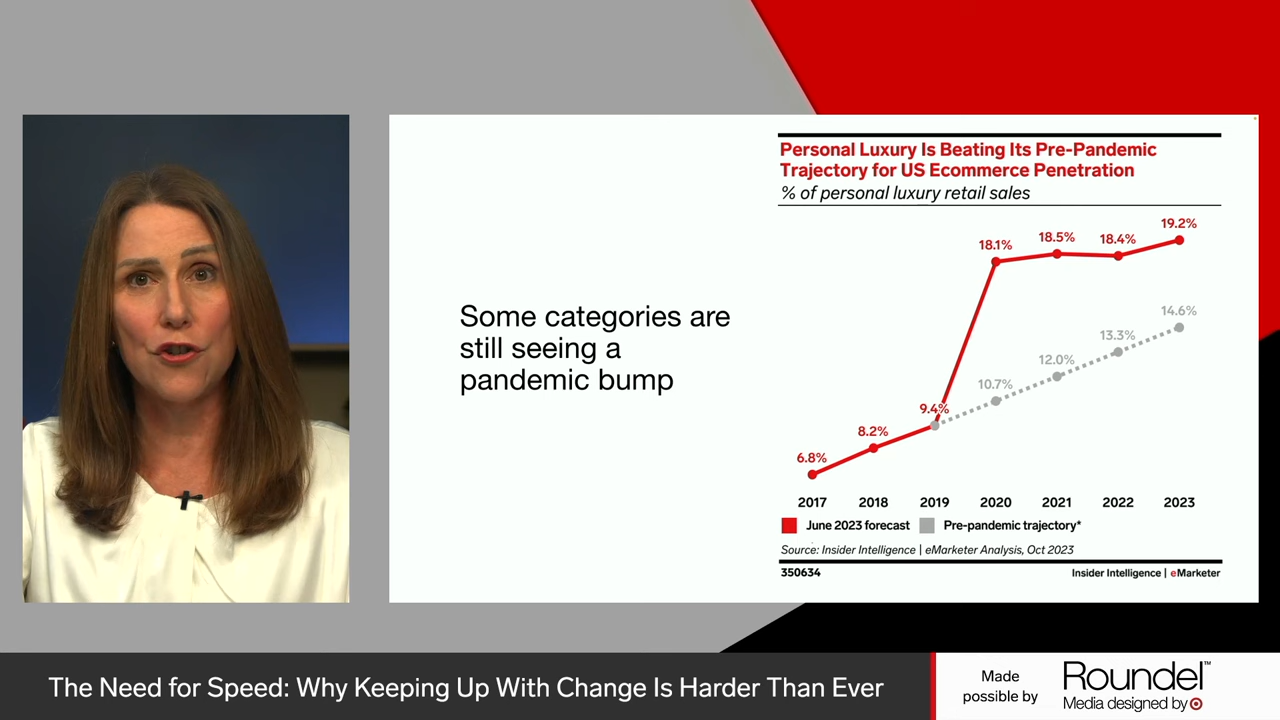 Some categories are
still seeing a
pandemic bump
Personal Luxury Is Beating Its Pre-Pandemic
Trajectory for US Ecommerce Penetration
% of personal luxury retail sales
19.2%
18.5%
18.4%
18.1%
14.6%
13.3%
12.0%
10.7%
9.4%
8.2%
6.8%
2017 2018 2019 2020 2021 2022 2023
June 2023 forecast Pre-pandemic trajectory*
Source: Insider Intelligence | eMarketer Analysis, Oct 2023
350634 Insider Intelligence | eMarketer
The Need for Speed: Why Keeping Up With Change Is Harder Than Ever
Made
possible by
Roundel™
Media designed by